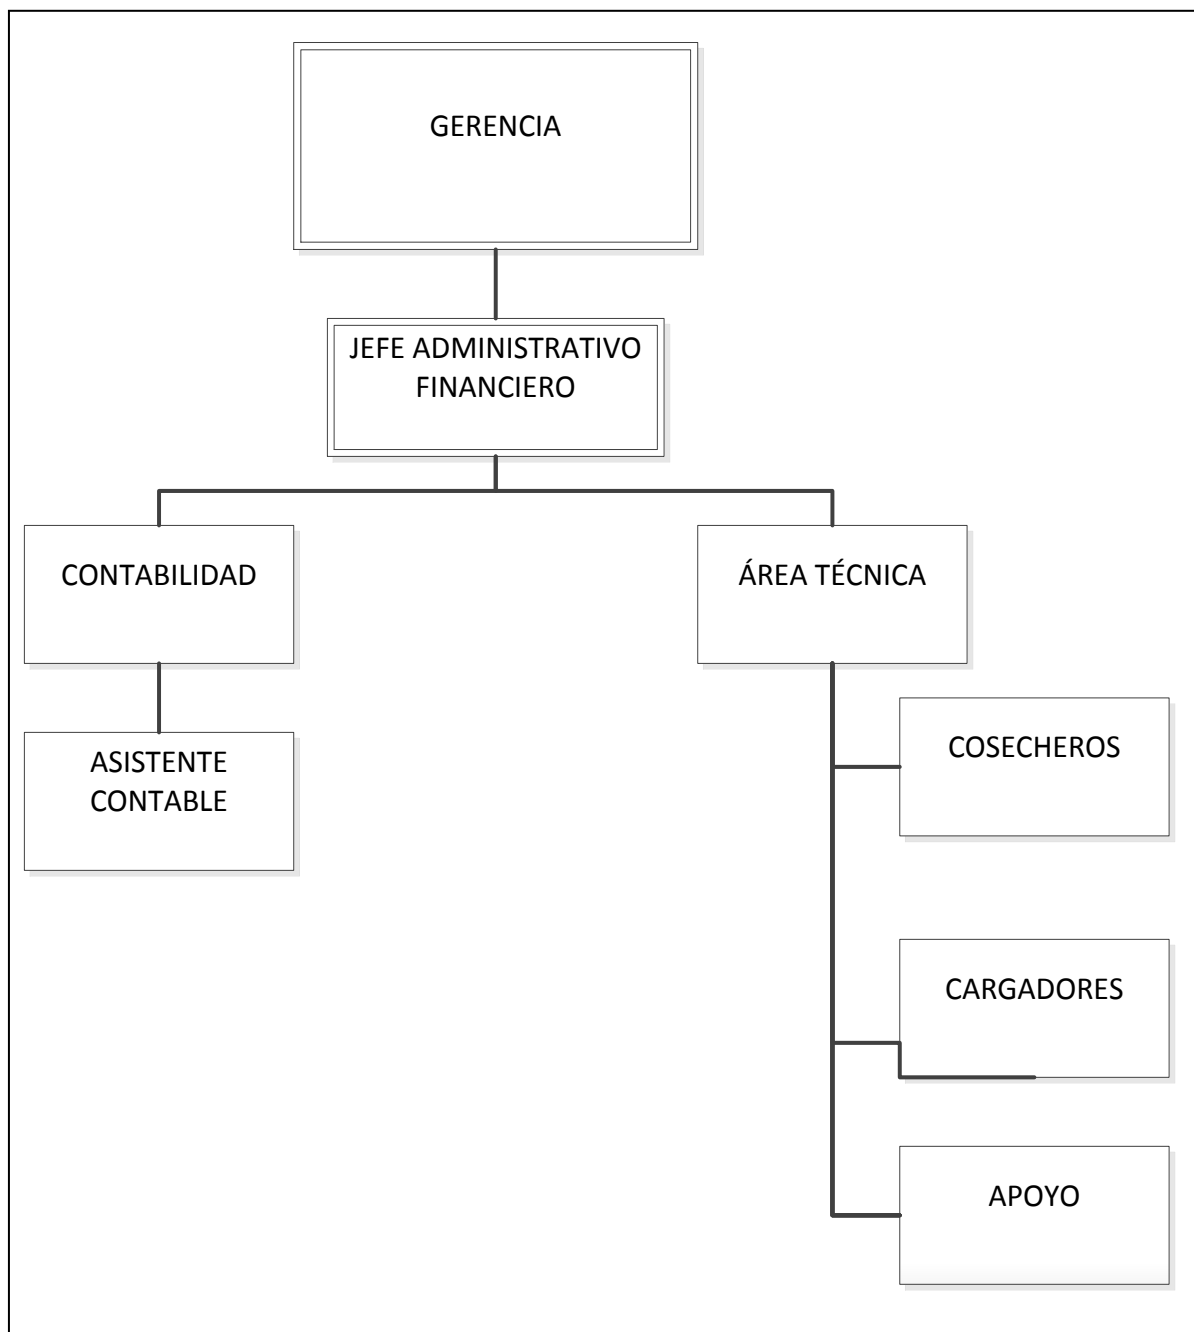 GERENCIA
JEFE ADMINISTRATIVO
FINANCIERO
CONTABILIDAD
ÁREA TÉCNICA
ASISTENTE
CONTABLE
COSECHEROS
CARGADORES
APOYO